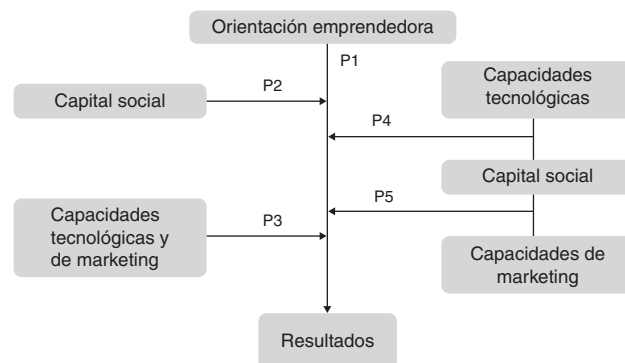 Orientación emprendedora
P1
Capacidades
tecnológicas
P2
Capital social
P4
Capital social
P5
Capacidades
tecnológicas y
de marketing
P3
Capacidades de
marketing
Resultados